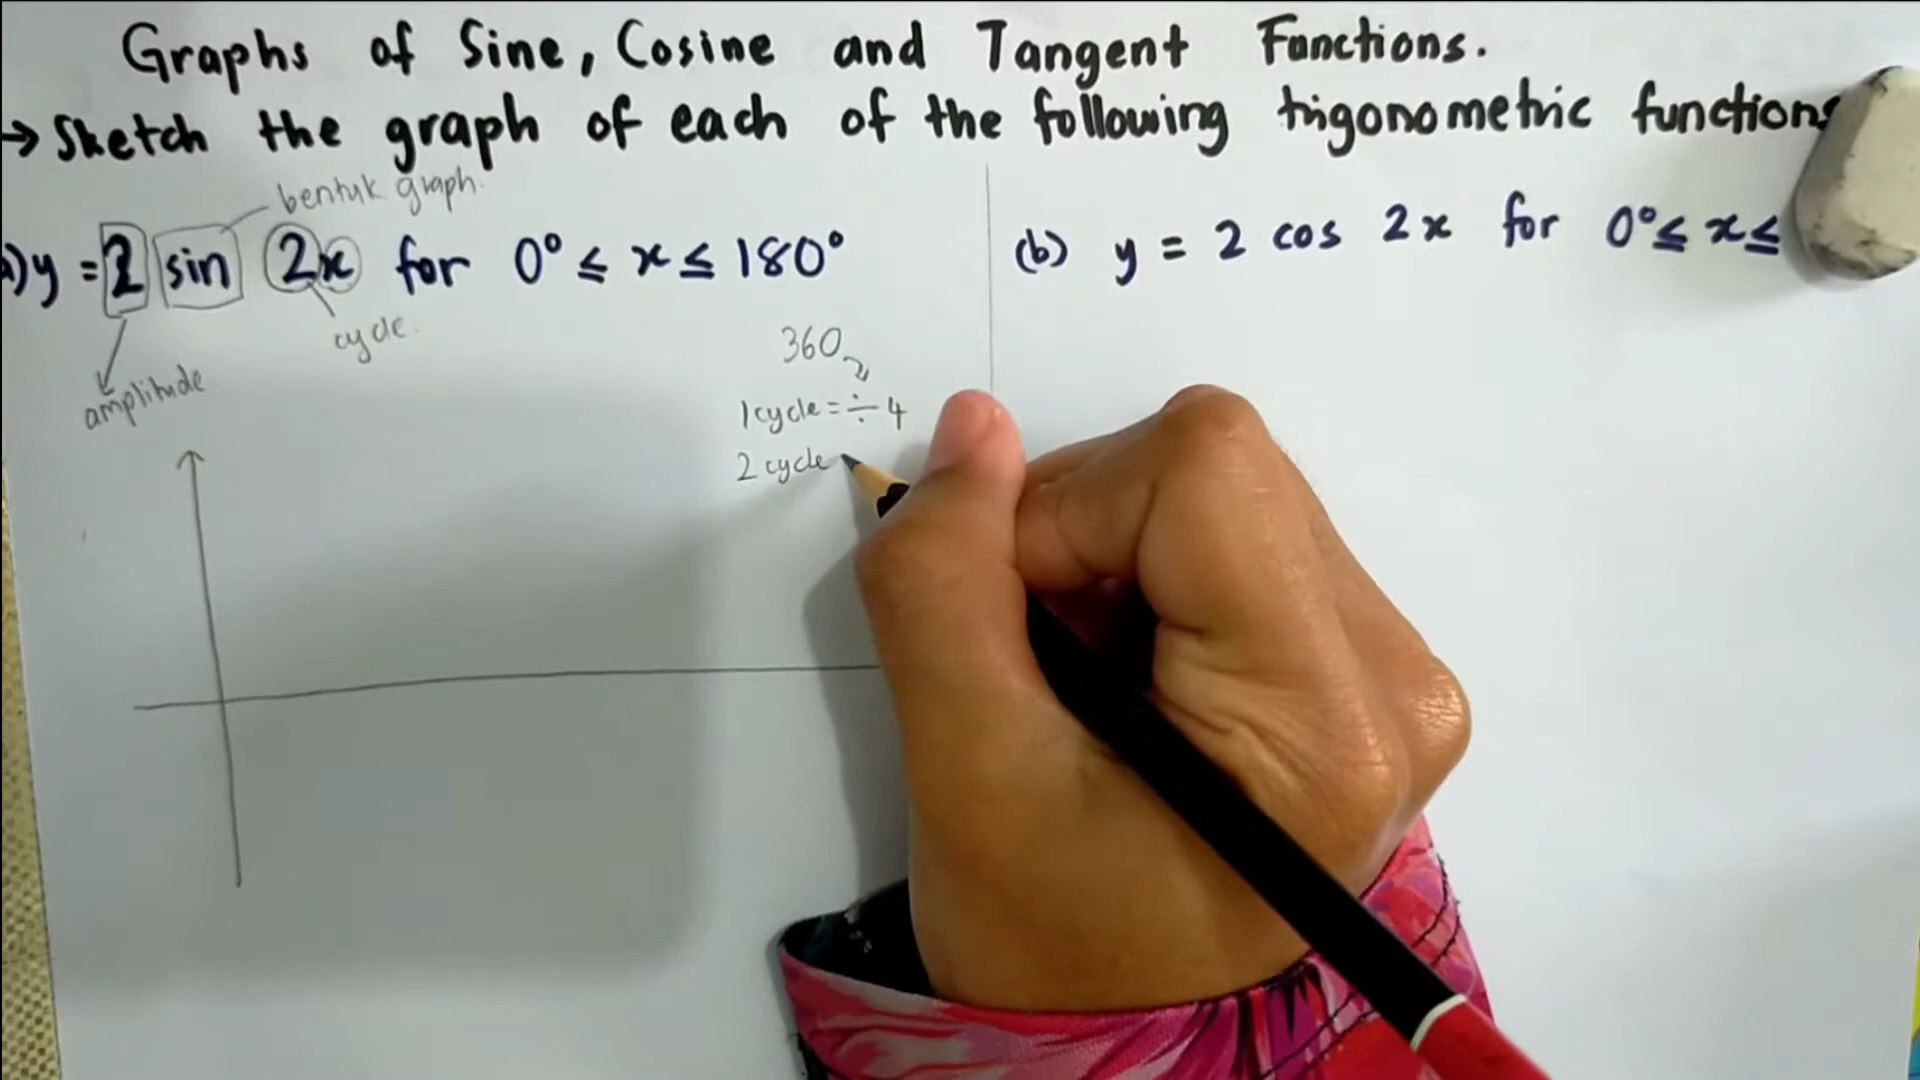 Graphs of Sine, Cosine and Tangent Functions.
→ Sketch the graph of each of the following trigonometric functions
bentuk graph.
a) y = 2 sin 2x for 0° ≤ x ≤ 180°
cycle.
amplitude
360
1 cycle = ÷ 4
2 cycle
(b) y = 2 cos 2x for 0° ≤ x ≤